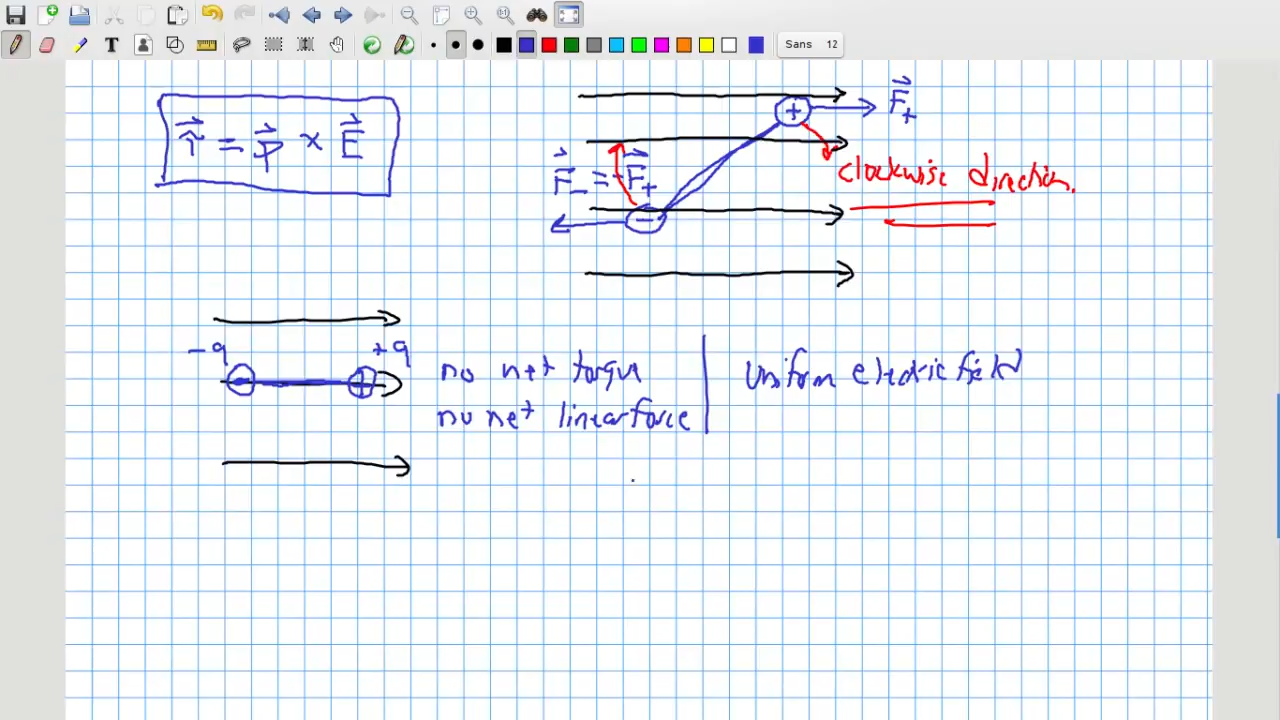 Sans 12
τ⃗ = p⃗ × E⃗
+ F⃗₊
F⃗₋ = -F⃗₊
clockwise direction.
−
-q +q
no net torque | Uniform electric field
no net linear force